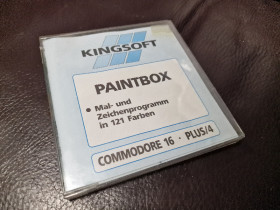 KINGSOFT
PAINTBOX
• Mal- und
Zeichenprogramm
in 121 Farben
COMMODORE 16 · PLUS/4